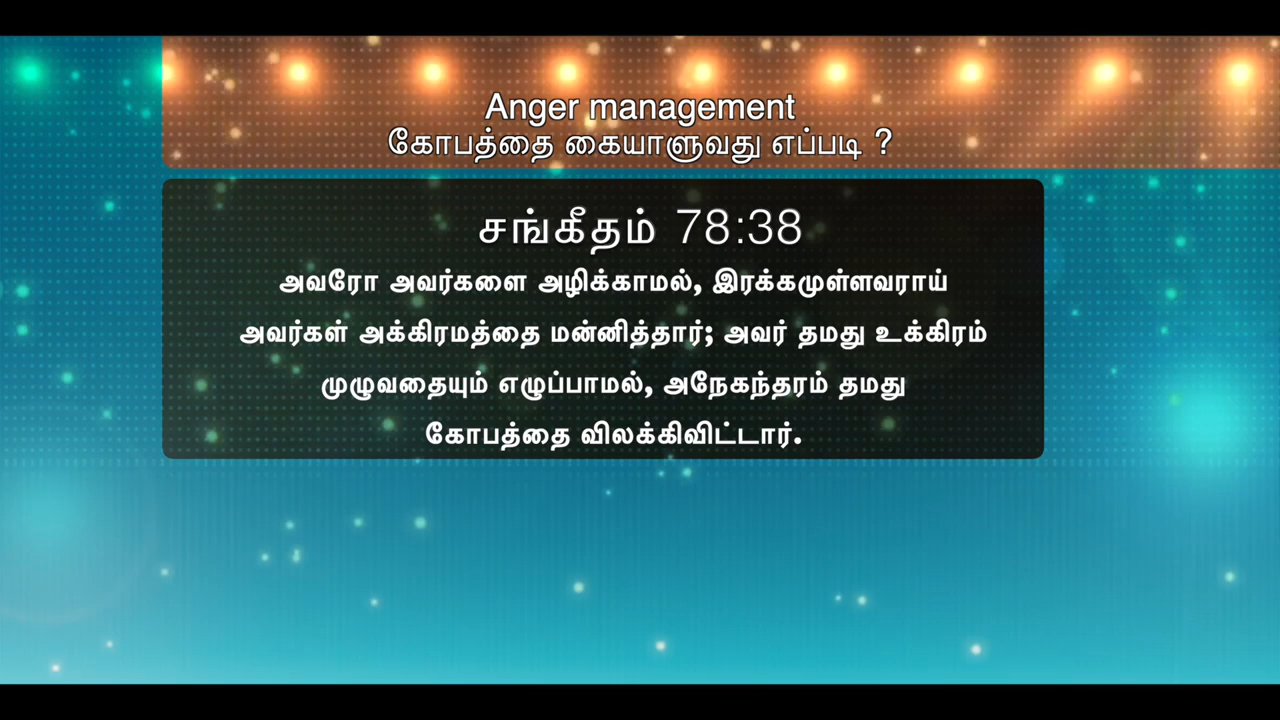 Anger management
கோபத்தை கையாளுவது எப்படி ?
சங்கீதம் 78:38
அவரோ அவர்களை அழிக்காமல், இரக்கமுள்ளவராய்
அவர்கள் அக்கிரமத்தை மன்னித்தார்; அவர் தமது உக்கிரம்
முழுவதையும் எழுப்பாமல், அநேகந்தரம் தமது
கோபத்தை விலக்கிவிட்டார்.